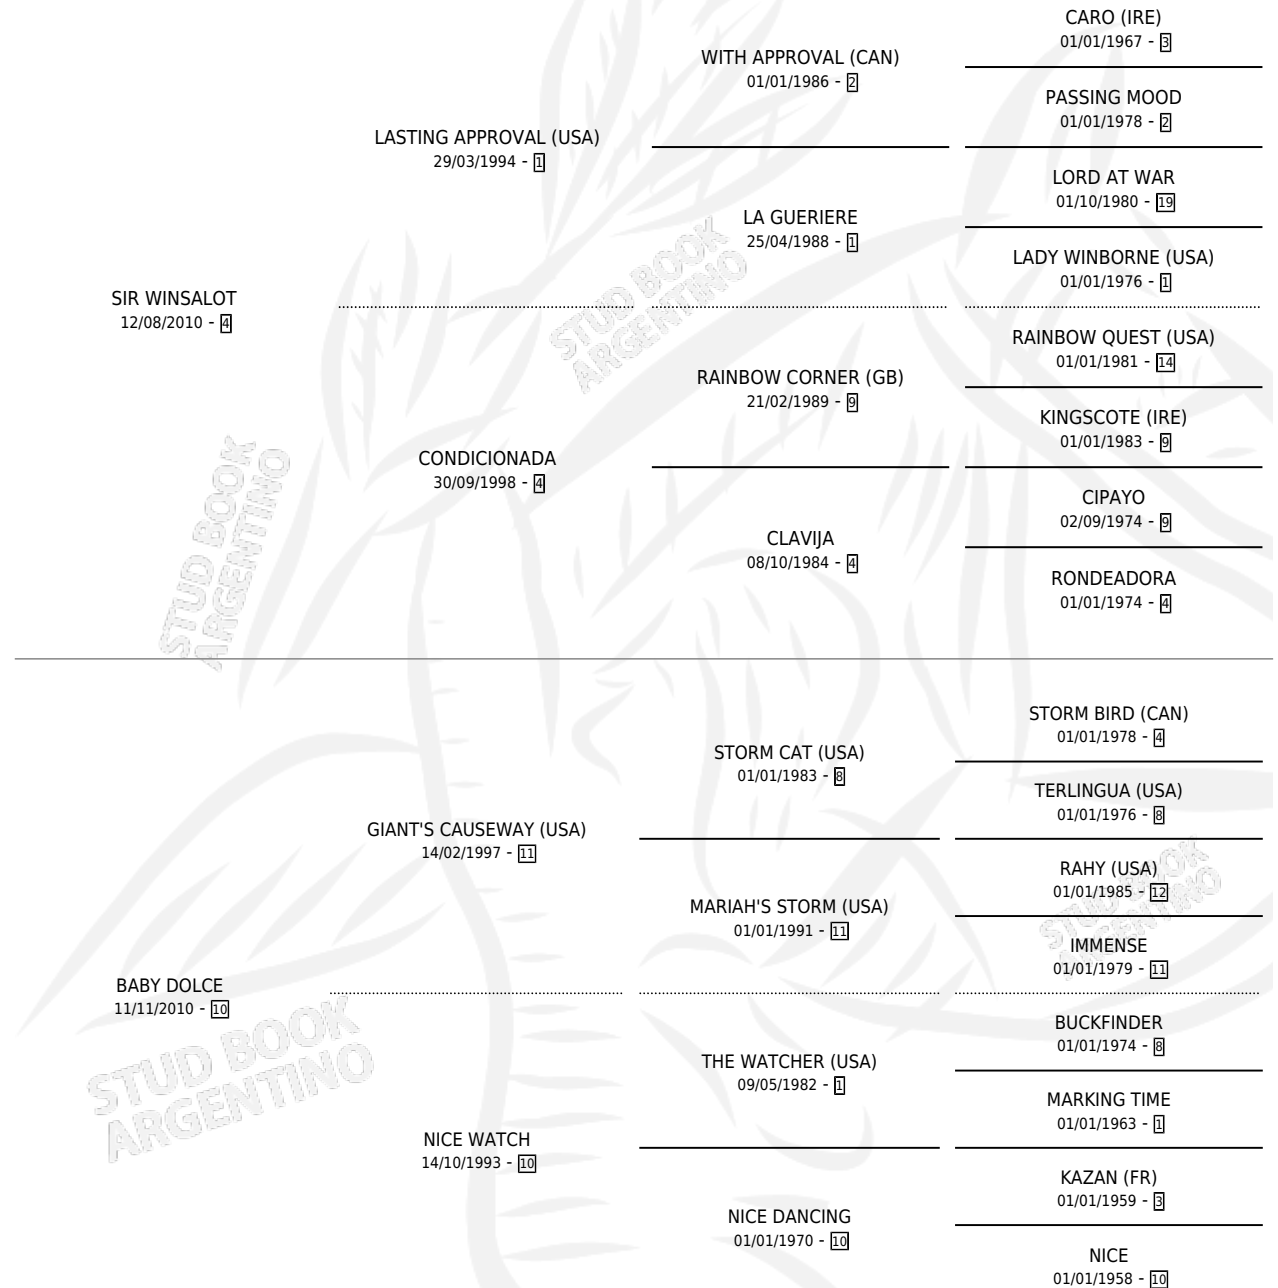 CARO (IRE)
01/01/1967 - 3
WITH APPROVAL (CAN)
01/01/1986 - 2
PASSING MOOD
01/01/1978 - 2
LASTING APPROVAL (USA)
29/03/1994 - 1
LORD AT WAR
01/10/1980 - 19
LA GUERIERE
25/04/1988 - 1
LADY WINBORNE (USA)
01/01/1976 - 1
SIR WINSALOT
12/08/2010 - 4
STUD BOOK
ARGENTINO
RAINBOW QUEST (USA)
01/01/1981 - 14
RAINBOW CORNER (GB)
21/02/1989 - 9
KINGSCOTE (IRE)
01/01/1983 - 9
CONDICIONADA
30/09/1998 - 4
CIPAYO
02/09/1974 - 9
CLAVIJA
08/10/1984 - 4
RONDEADORA
01/01/1974 - 4
STUD BOOK
ARGENTINO
STORM BIRD (CAN)
01/01/1978 - 4
STORM CAT (USA)
01/01/1983 - 8
TERLINGUA (USA)
01/01/1976 - 8
GIANT'S CAUSEWAY (USA)
14/02/1997 - 11
RAHY (USA)
01/01/1985 - 12
MARIAH'S STORM (USA)
01/01/1991 - 11
IMMENSE
01/01/1979 - 11
STUD BOOK
ARGENTINO
BABY DOLCE
11/11/2010 - 10
BUCKFINDER
01/01/1974 - 8
THE WATCHER (USA)
09/05/1982 - 1
MARKING TIME
01/01/1963 - 1
STUD BOOK
ARGENTINO
NICE WATCH
14/10/1993 - 10
KAZAN (FR)
01/01/1959 - 3
NICE DANCING
01/01/1970 - 10
NICE
01/01/1958 - 10